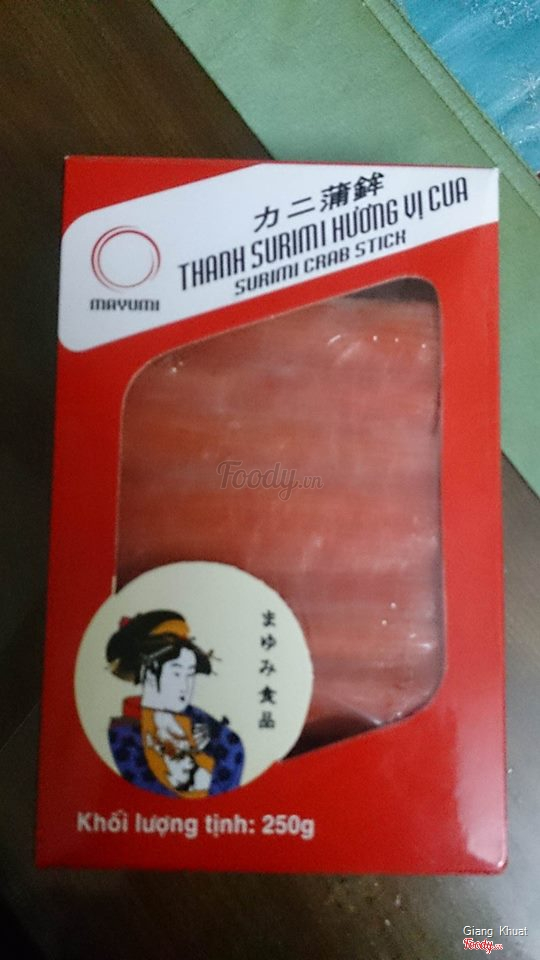 カニ蒲鉾
THANH SURIMI HƯƠNG VỊ CUA
SURIMI CRAB STICK
MAYUMI
Foody.vn
まゆみ食品
Khối lượng tịnh: 250g
Giang Khuat
Foody.vn